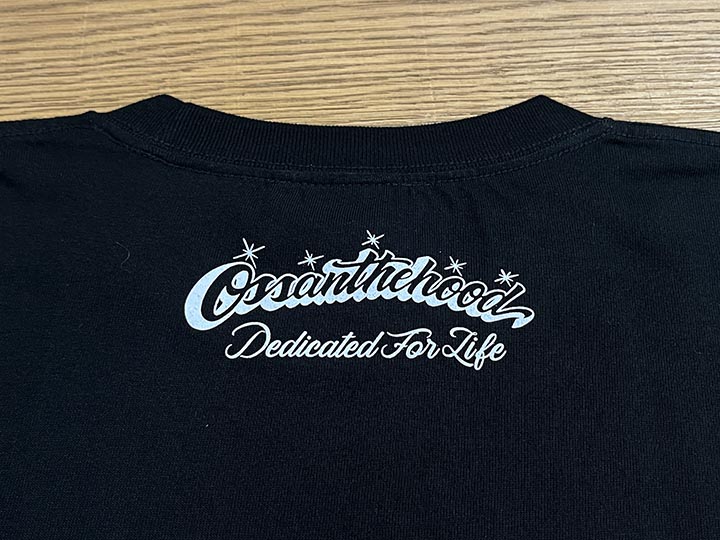 Ossanthehood
Dedicated For Life